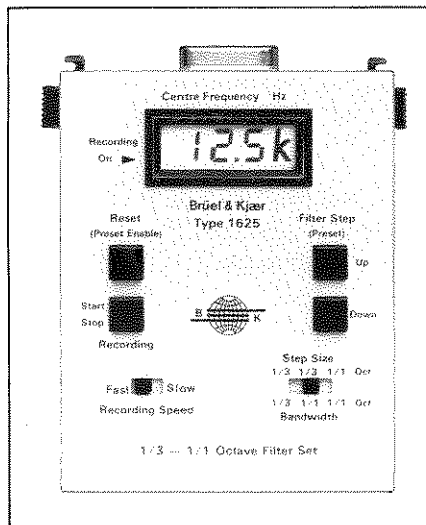 Centre Frequency Hz
Recording
On
12.5k
Brüel & Kjær
Type 1625
Reset
(Preset Enable)
Filter Step
(Preset)
Up
Start
Stop
Down
B
K
Recording
Step Size
1/3 1/3 1/1 Oct
Fast Slow
1/3 1/1 1/1 Oct
Recording Speed
Bandwidth
1/3 – 1/1 Octave Filter Set